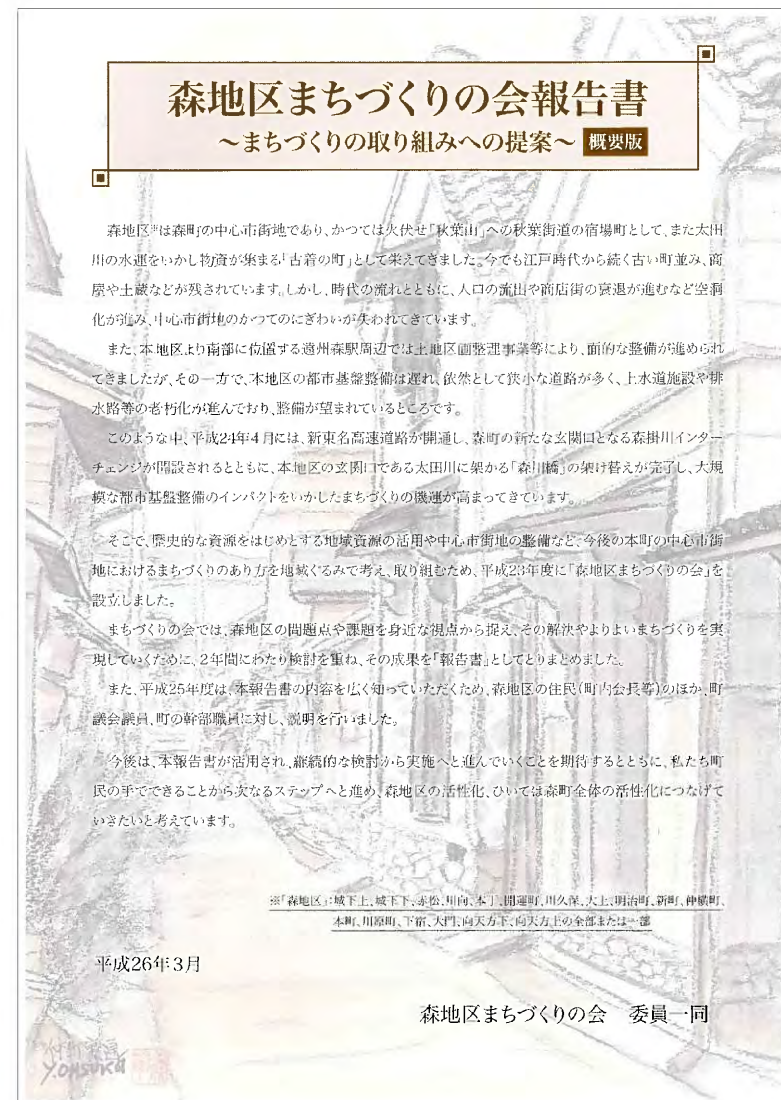 森地区まちづくりの会報告書
~まちづくりの取り組みへの提案~ 概要版
森地区※は森町の中心市街地であり、かつては火伏せ「秋葉山」への秋葉街道の宿場町として、また太田
川の水運をいかし物資が集まる「古着の町」として栄えてきました。今でも江戸時代から続く古い町並み、商
屋や土蔵などが残されています。しかし、時代の流れとともに、人口の流出や商店街の衰退が進むなど空洞
化が進み、中心市街地のかつてのにぎわいが失われてきています。
また、本地区より南部に位置する遠州森駅周辺では土地区画整理事業等により、面的な整備が進められ
てきましたが、その一方で、本地区の都市基盤整備は遅れ、依然として狭小な道路が多く、上水道施設や排
水路等の老朽化が進んでおり、整備が望まれているところです。
このような中、平成24年4月には、新東名高速道路が開通し、森町の新たな玄関口となる森掛川インター
チェンジが開設されるとともに、本地区の玄関口である太田川に架かる「森川橋」の架け替えが完了し、大規
模な都市基盤整備のインパクトをいかしたまちづくりの機運が高まってきています。
そこで、歴史的な資源をはじめとする地域資源の活用や中心市街地の整備など、今後の本町の中心市街
地におけるまちづくりのあり方を地域ぐるみで考え、取り組むため、平成23年度に「森地区まちづくりの会」を
設立しました。
まちづくりの会では、森地区の問題点や課題を身近な視点から捉え、その解決やよりよいまちづくりを実
現していくために、2年間にわたり検討を重ね、その成果を「報告書」としてとりまとめました。
また、平成25年度は、本報告書の内容を広く知っていただくため、森地区の住民(町内会長等)のほか、町
議会議員、町の幹部職員に対し、説明を行いました。
今後は、本報告書が活用され、継続的な検討から実施へと進んでいくことを期待するとともに、私たち町
民の手でできることから次なるステップへと進め、森地区の活性化、ひいては森町全体の活性化につなげて
いきたいと考えています。
※「森地区」:城下上、城下下、赤松、川向、本丁、開運町、川久保、大上、明治町、新町、仲横町、
本町、川原町、下宿、大門、向天方下、向天方上の全部または一部
平成26年3月
森地区まちづくりの会 委員一同
Y.OHSUKA